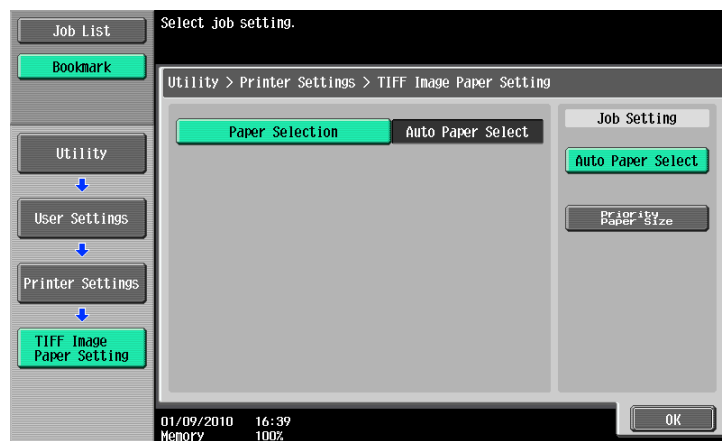 Job List
Bookmark
Utility
User Settings
Printer Settings
TIFF Image
Paper Setting
Select job setting.
Utility > Printer Settings > TIFF Image Paper Setting
Paper Selection
Auto Paper Select
Job Setting
Auto Paper Select
Priority
Paper Size
01/09/2010 16:39
Memory 100%
OK